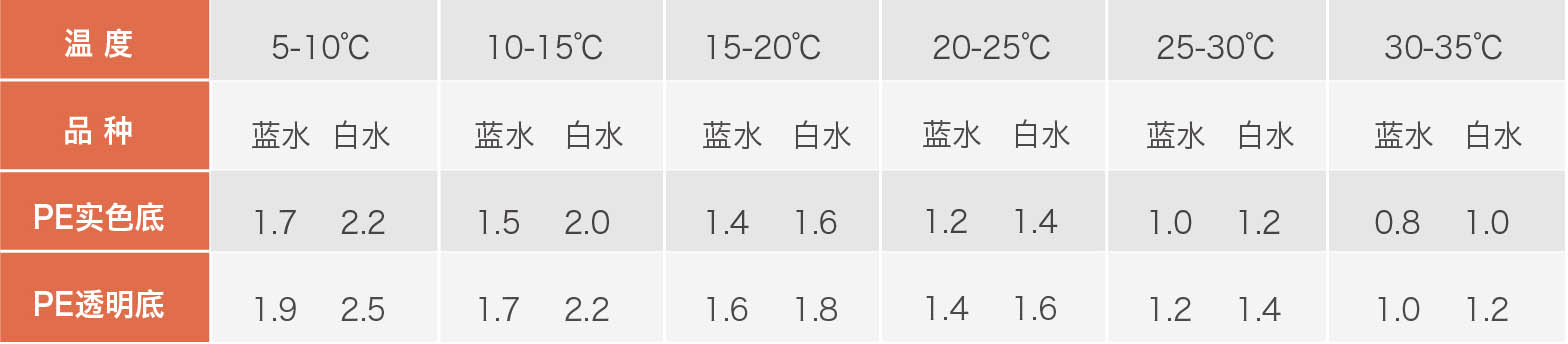 温 度 5-10℃ 10-15℃ 15-20℃ 20-25℃ 25-30℃ 30-35℃
品 种 蓝水 白水 蓝水 白水 蓝水 白水 蓝水 白水 蓝水 白水 蓝水 白水
PE实色底 1.7 2.2 1.5 2.0 1.4 1.6 1.2 1.4 1.0 1.2 0.8 1.0
PE透明底 1.9 2.5 1.7 2.2 1.6 1.8 1.4 1.6 1.2 1.4 1.0 1.2